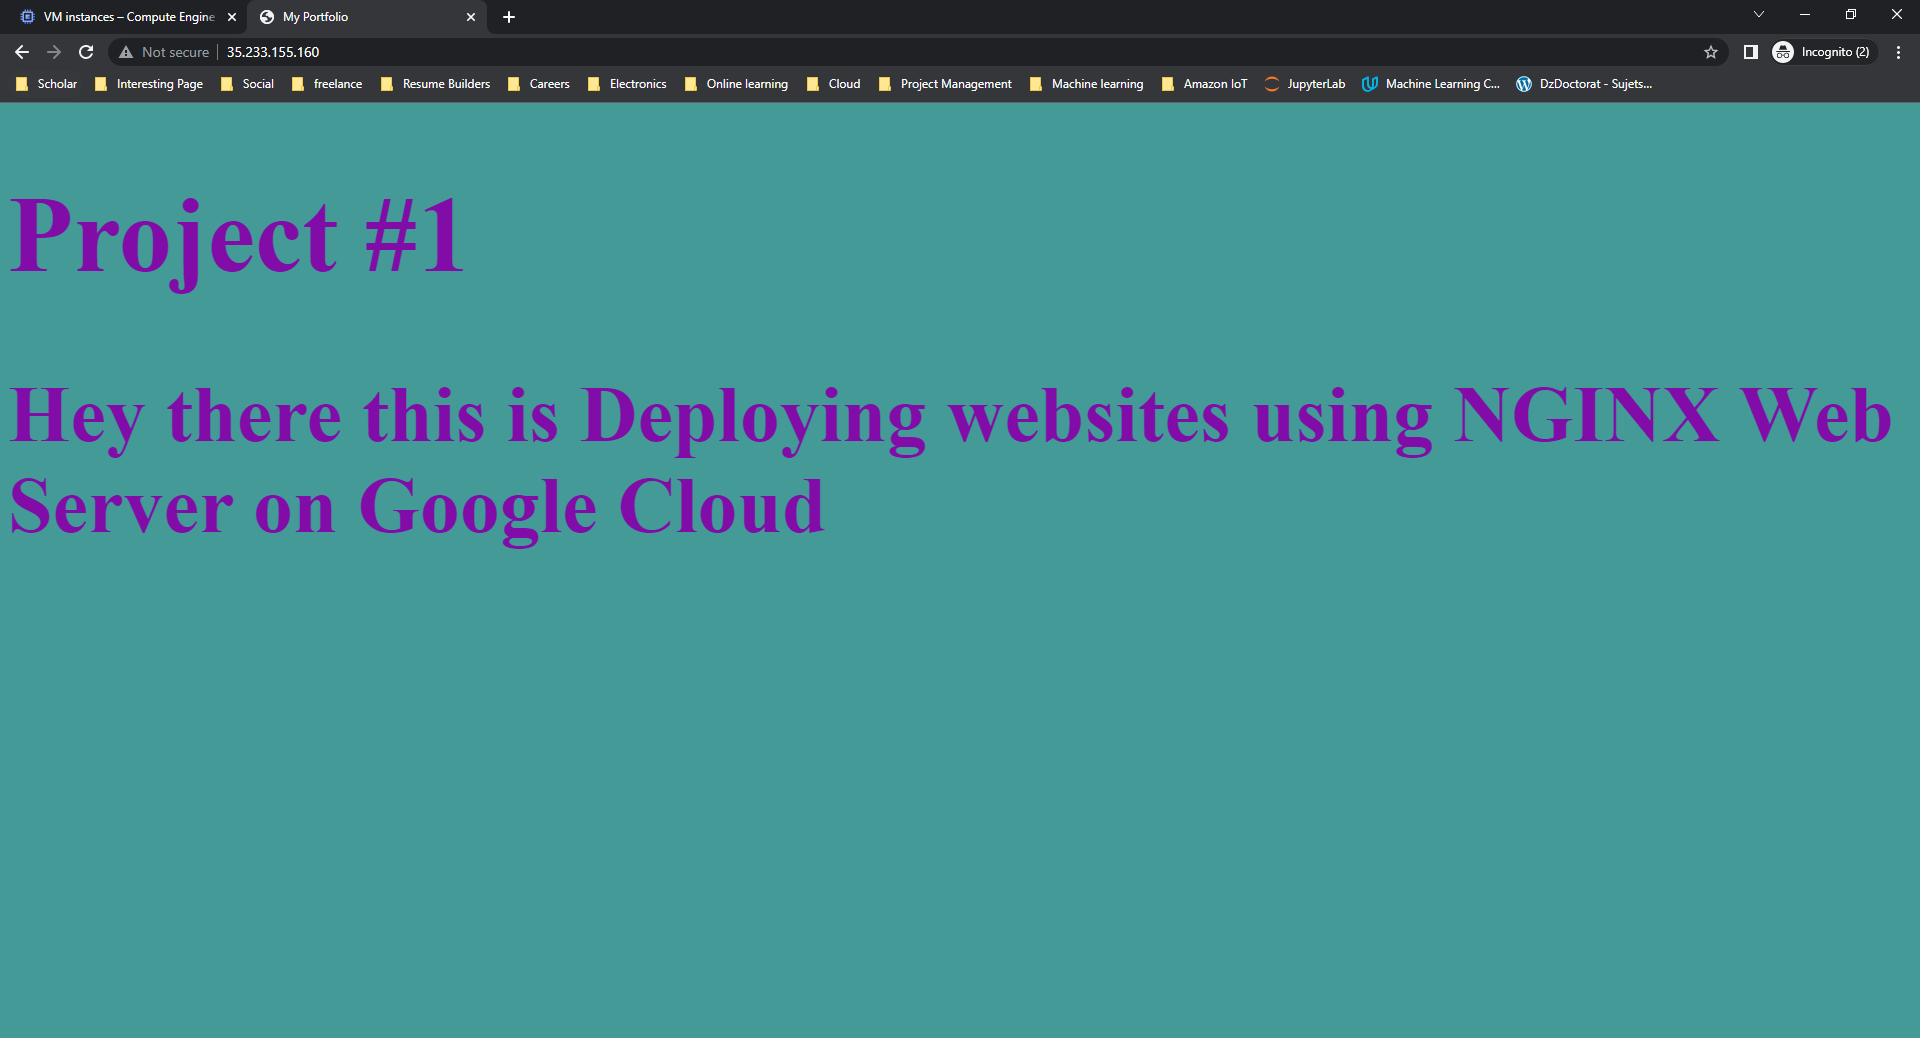 VM instances – Compute Engine
My Portfolio
Not secure
35.233.155.160
Incognito (2)
Scholar
Interesting Page
Social
freelance
Resume Builders
Careers
Electronics
Online learning
Cloud
Project Management
Machine learning
Amazon IoT
JupyterLab
Machine Learning C...
DzDoctorat - Sujets...
Project #1
Hey there this is Deploying websites using NGINX Web
Server on Google Cloud